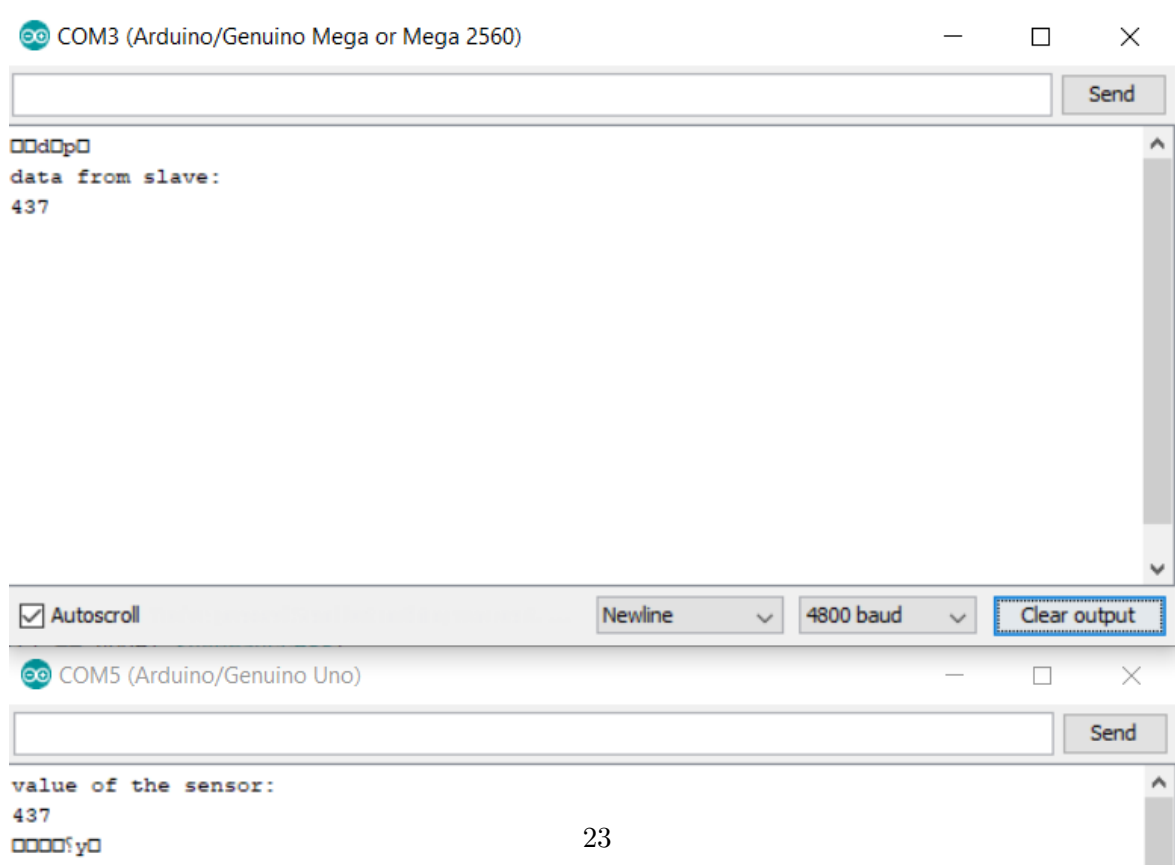 COM3 (Arduino/Genuino Mega or Mega 2560)
Send
□□d□p□
data from slave:
437
Autoscroll
Newline
4800 baud
Clear output
COM5 (Arduino/Genuino Uno)
Send
value of the sensor:
437
□□□□⸮y□
23